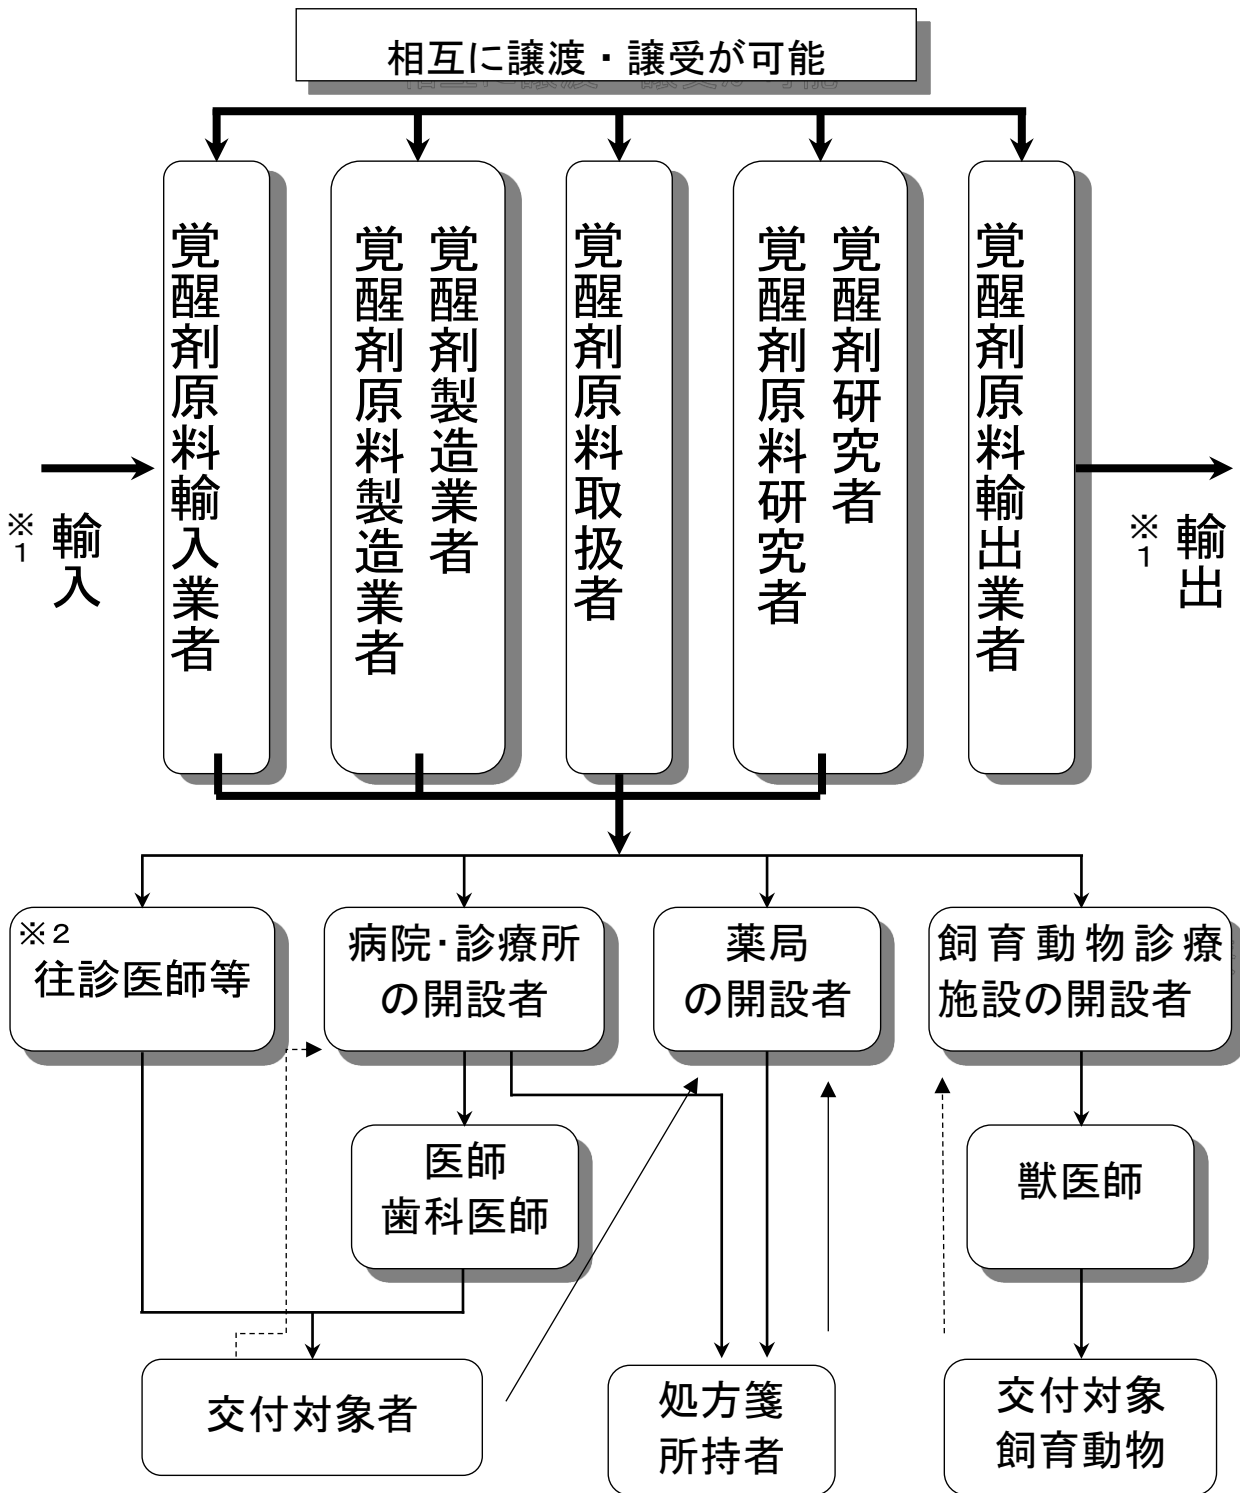 相互に譲渡・譲受が可能
覚醒剤原料輸入業者
覚醒剤製造業者
覚醒剤原料製造業者
覚醒剤原料取扱者
覚醒剤研究者
覚醒剤原料研究者
覚醒剤原料輸出業者
※1 輸入
※1 輸出
※2
往診医師等
病院・診療所
の開設者
薬局
の開設者
飼育動物診療
施設の開設者
医師
歯科医師
獣医師
交付対象者
処方箋
所持者
交付対象
飼育動物